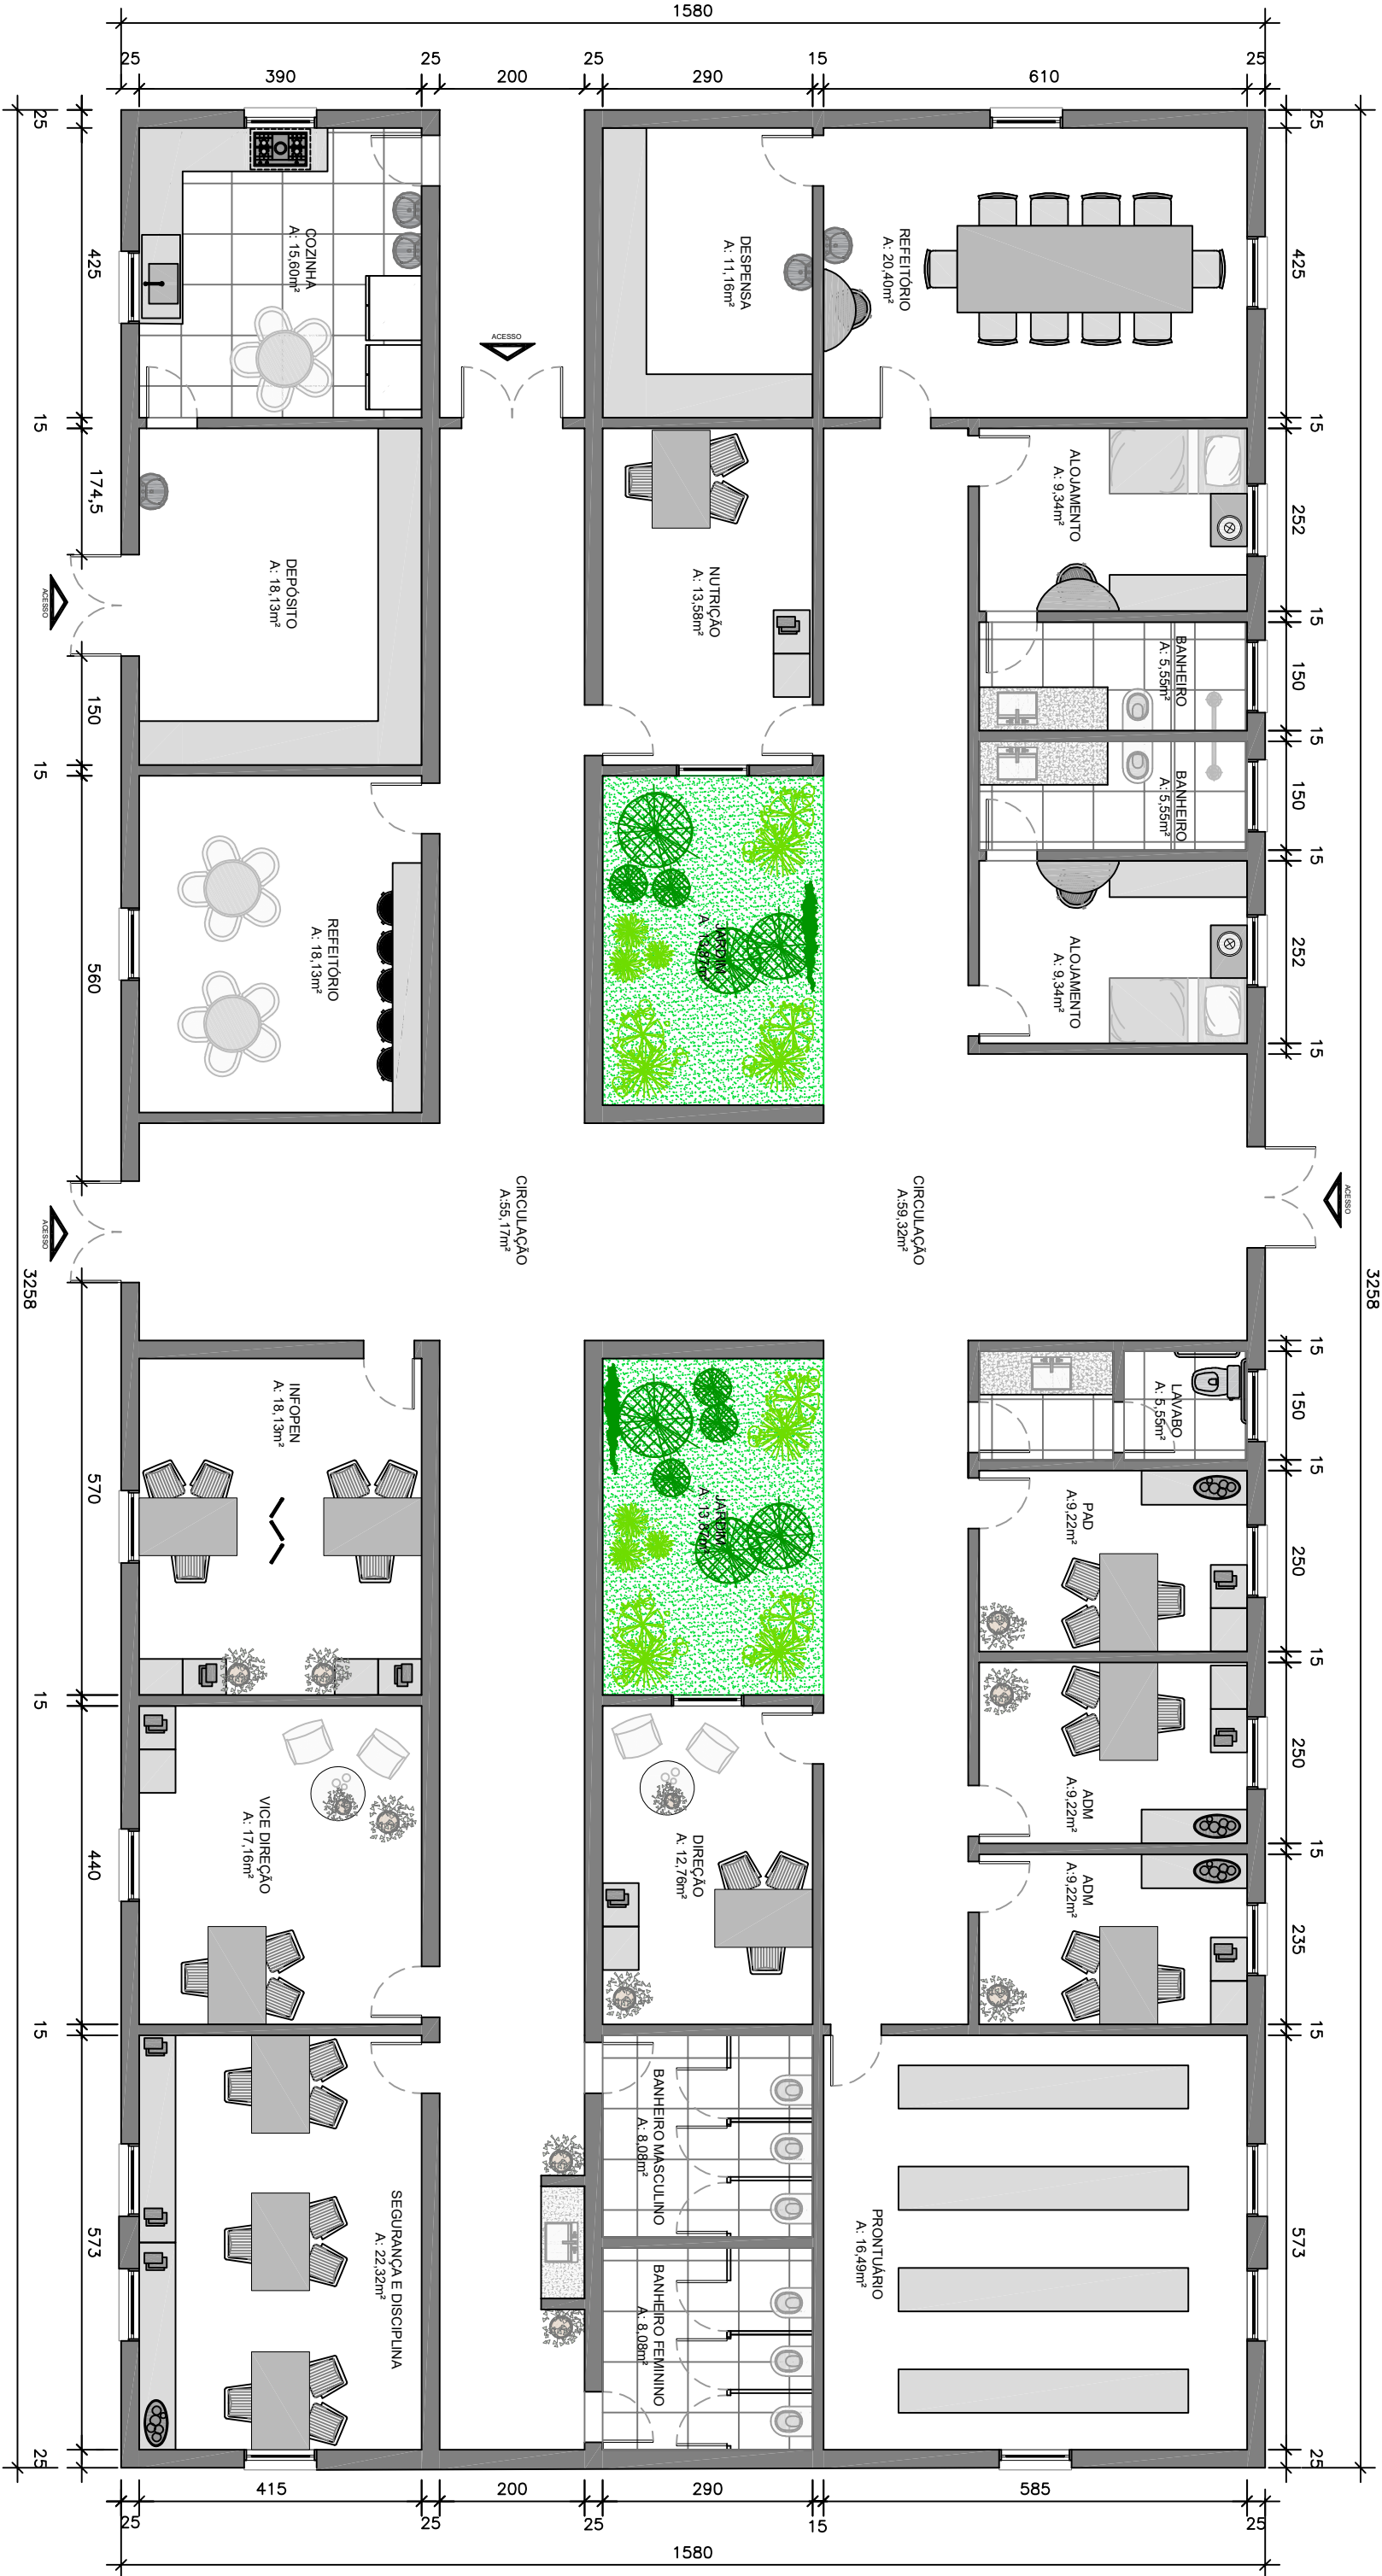 1580
25
390
25
200
25
290
15
610
25
3258
25
425
15
174,5
150
15
560
570
15
440
15
573
25
3258
25
425
15
252
15
150
15
150
15
252
15
15
150
15
250
15
250
15
235
15
573
25
COZINHA
A: 15,60m²
DESPENSA
A: 11,16m²
REFEITÓRIO
A: 20,40m²
ACESSO
ALOJAMENTO
A: 9,34m²
DEPÓSITO
A: 18,13m²
ACESSO
NUTRIÇÃO
A: 13,58m²
BANHEIRO
A: 5,55m²
BANHEIRO
A: 5,55m²
REFEITÓRIO
A: 18,13m²
JARDIM
A: 13,87m²
ALOJAMENTO
A: 9,34m²
CIRCULAÇÃO
A:55,17m²
CIRCULAÇÃO
A:59,32m²
ACESSO
ACESSO
INFOPEN
A: 18,13m²
JARDIM
A: 13,87m²
LAVABO
A: 5,55m²
PAD
A:9,22m²
ADM
A:9,22m²
ADM
A:9,22m²
VICE DIREÇÃO
A: 17,16m²
DIREÇÃO
A: 12,76m²
BANHEIRO MASCULINO
A: 8,08m²
BANHEIRO FEMININO
A: 8,08m²
SEGURANÇA E DISCIPLINA
A: 22,32m²
PRONTUÁRIO
A: 16,49m²
25
415
25
200
25
290
15
585
25
1580